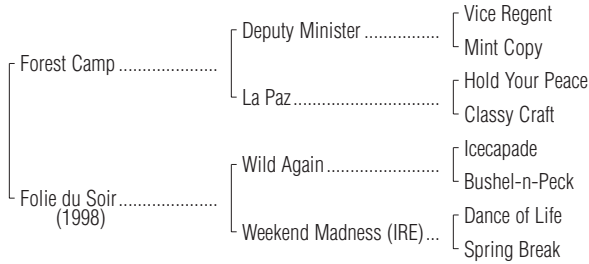 Vice Regent
Deputy Minister ................
Mint Copy
Forest Camp .....................
Hold Your Peace
La Paz...............................
Classy Craft
Icecapade
Wild Again ........................
Bushel-n-Peck
Folie du Soir .....................
(1998)
Dance of Life
Weekend Madness (IRE)...
Spring Break